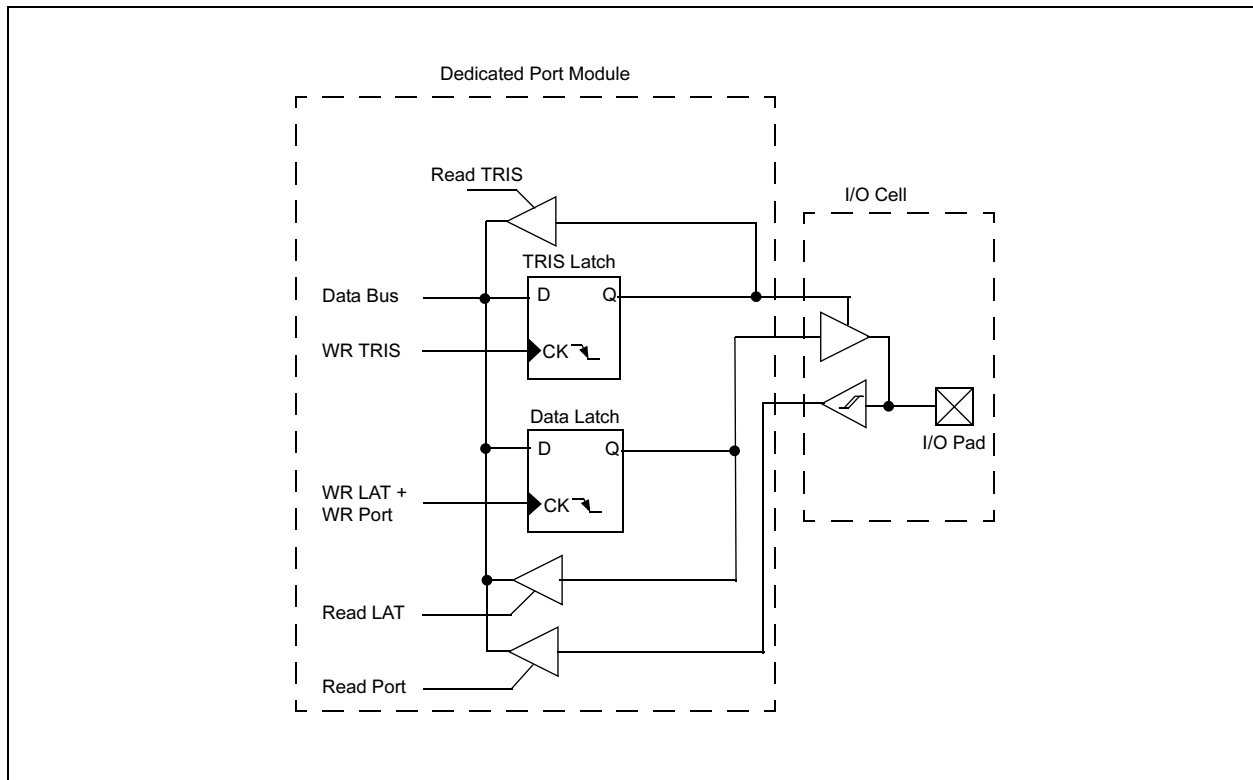 Dedicated Port Module
Read TRIS
I/O Cell
TRIS Latch
Data Bus
D
Q
WR TRIS
CK
Data Latch
I/O Pad
D
Q
WR LAT +
WR Port
CK
Read LAT
Read Port